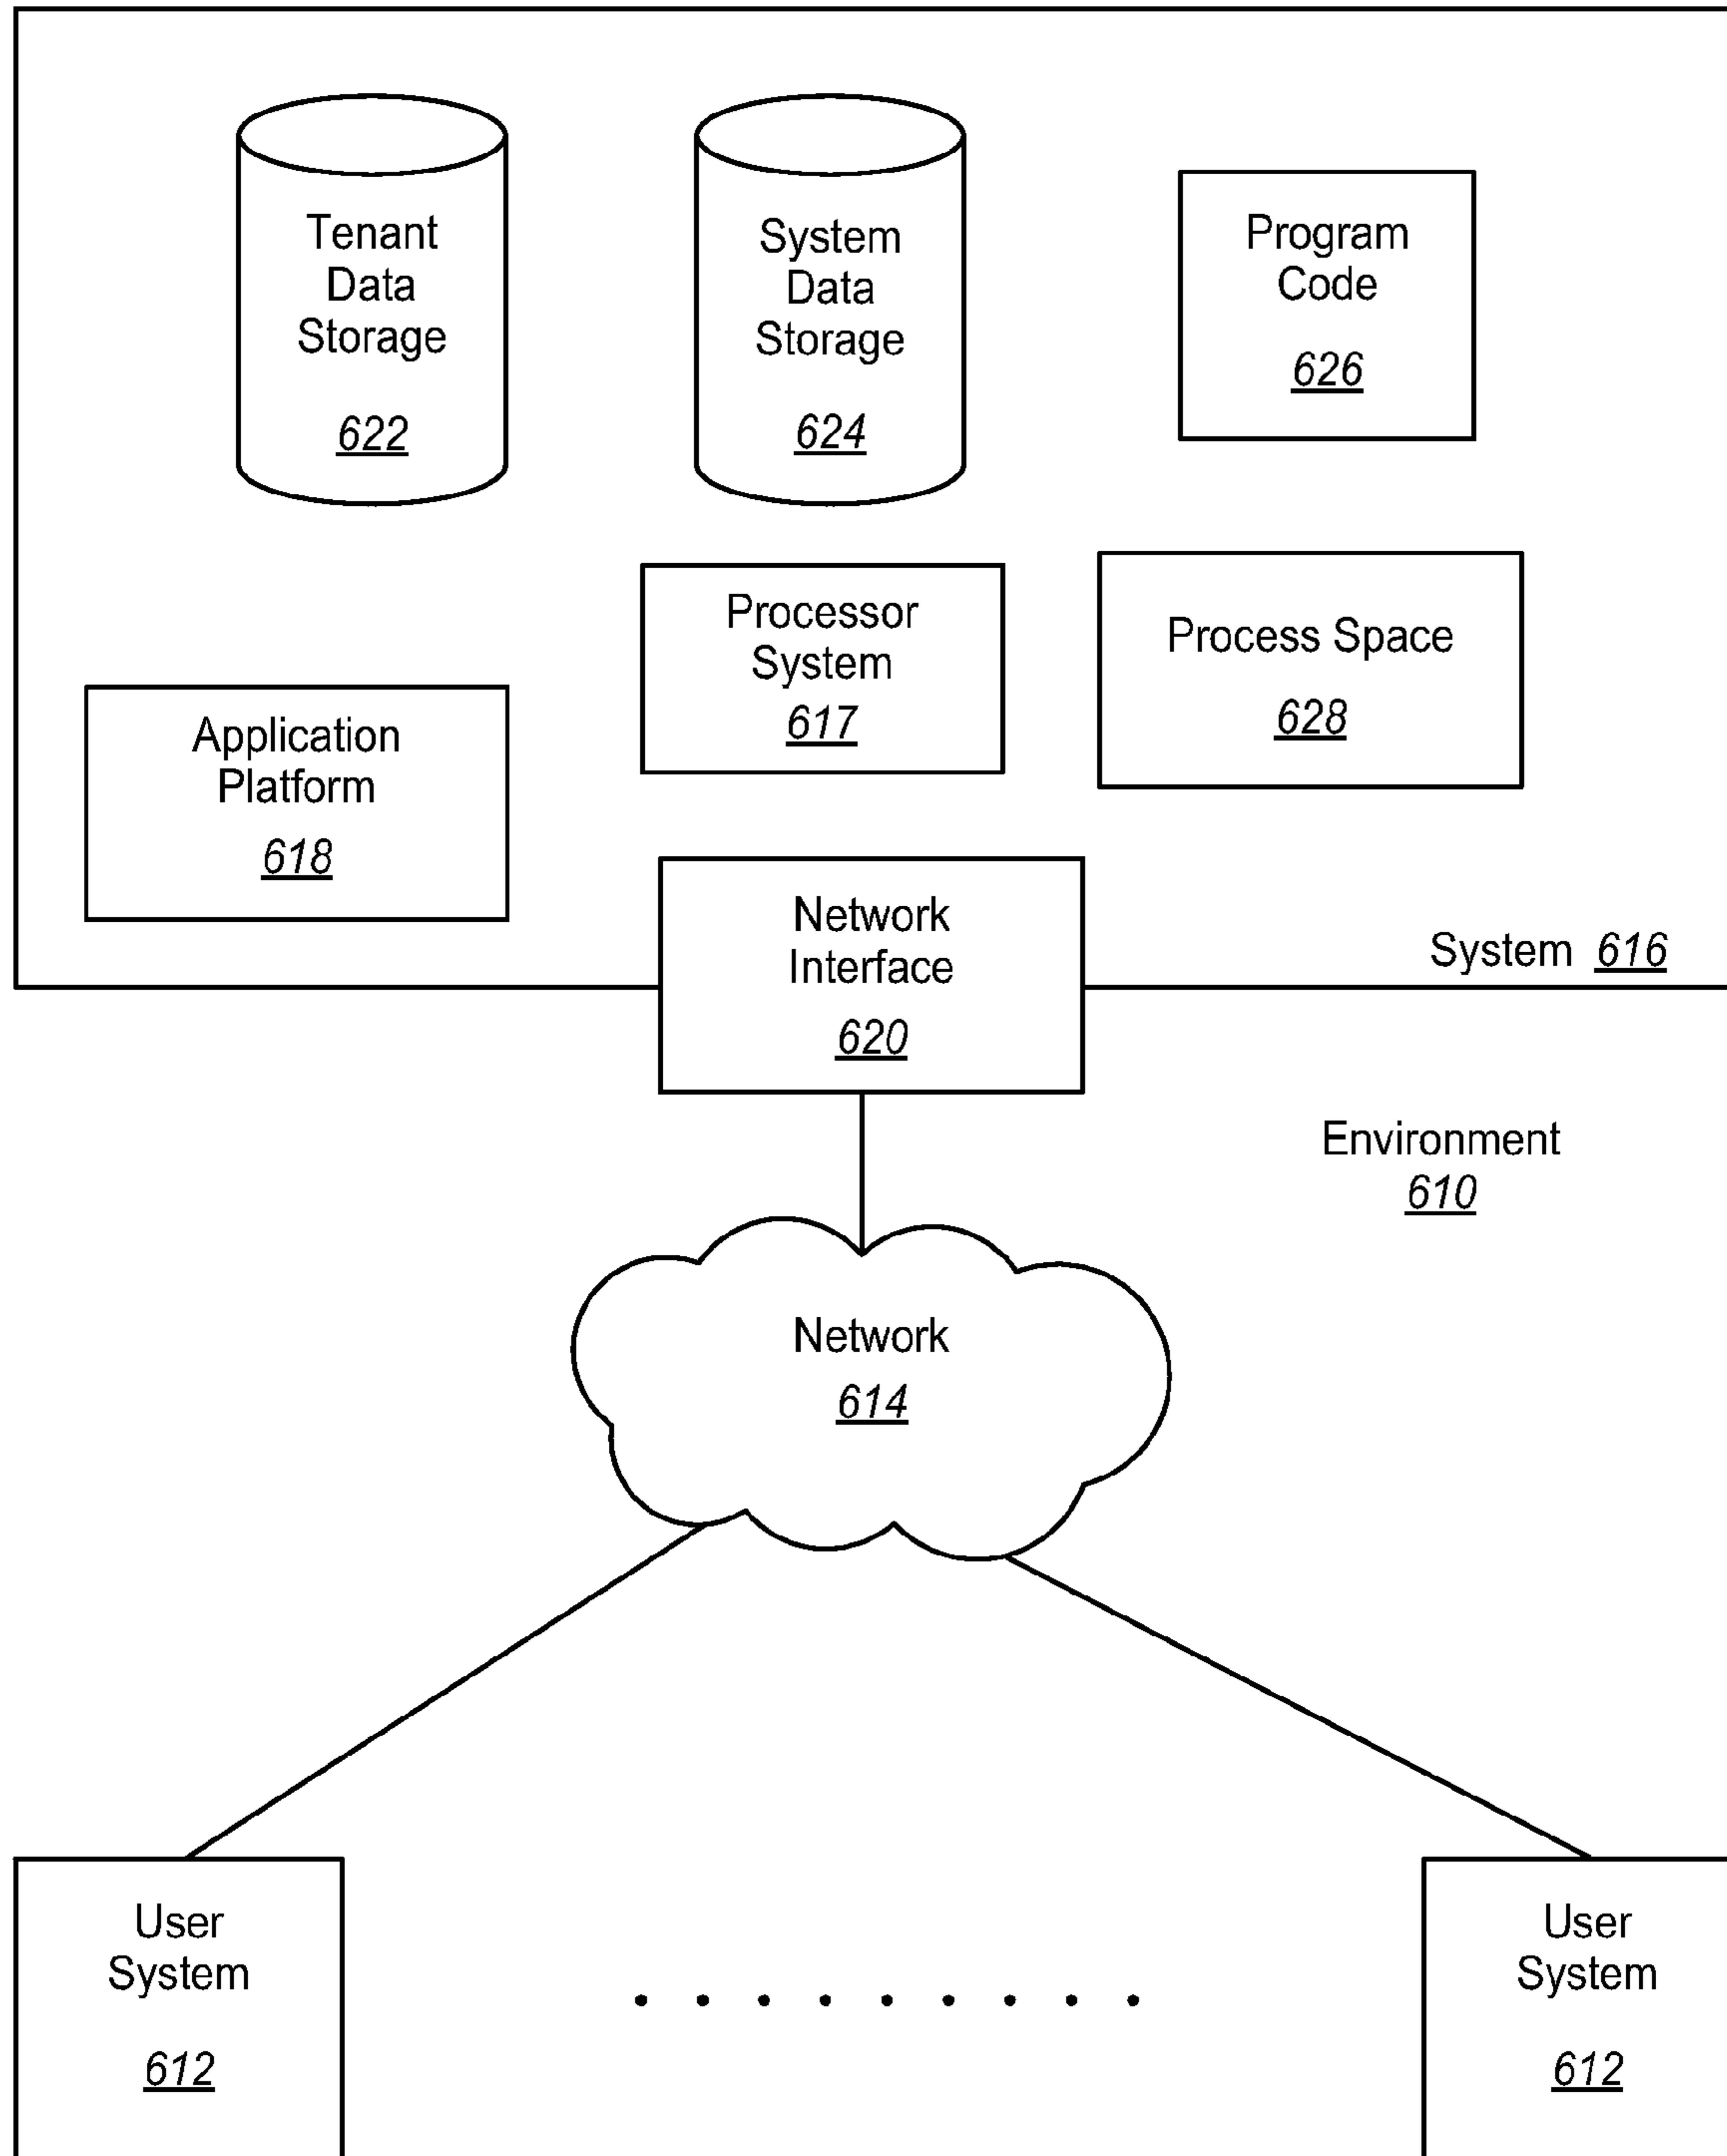 Tenant
Data
Storage
622
System
Data
Storage
624
Program
Code
626
Processor
System
617
Process Space
628
Application
Platform
618
Network
Interface
620
System 616
Environment
610
Network
614
User
System
612
User
System
612